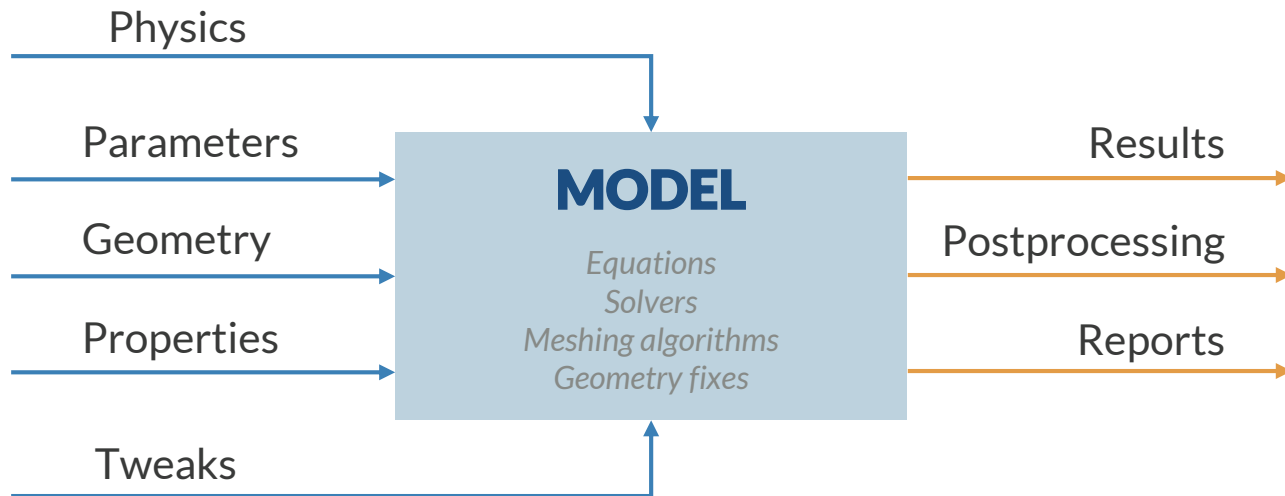 Physics
Parameters
Geometry
Properties
Tweaks
MODEL
Equations
Solvers
Meshing algorithms
Geometry fixes
Results
Postprocessing
Reports